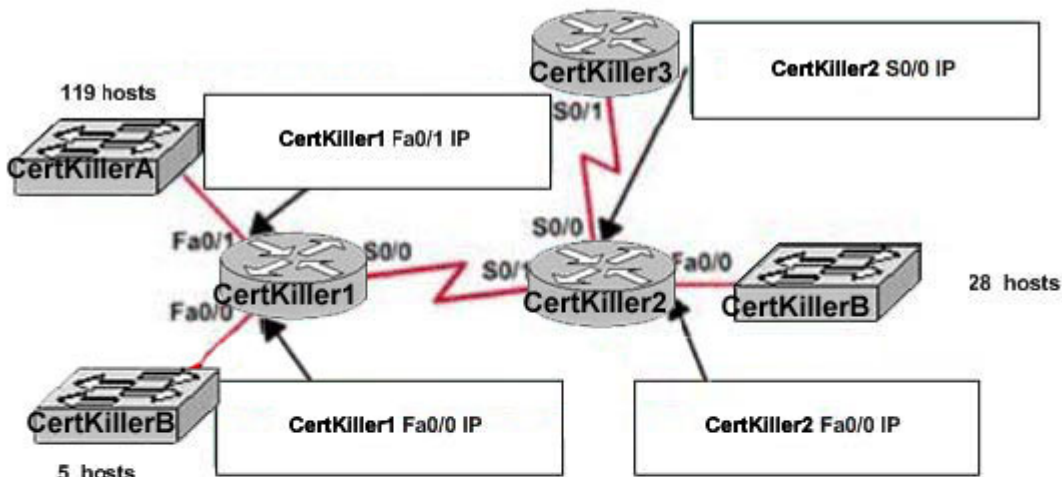 CertKiller3
CertKiller2 S0/0 IP
119 hosts
S0/1
CertKiller1 Fa0/1 IP
CertKillerA
S0/0
Fa0/1
S0/0
S0/1
Fa0/0
CertKiller1
CertKiller2
CertKillerB
28 hosts
Fa0/0
CertKillerB
CertKiller1 Fa0/0 IP
CertKiller2 Fa0/0 IP
5 hosts